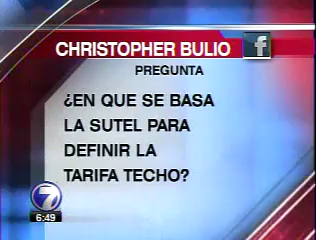 CHRISTOPHER BULIO f
PREGUNTA
¿EN QUE SE BASA
LA SUTEL PARA
DEFINIR LA
TARIFA TECHO?
7
6:49